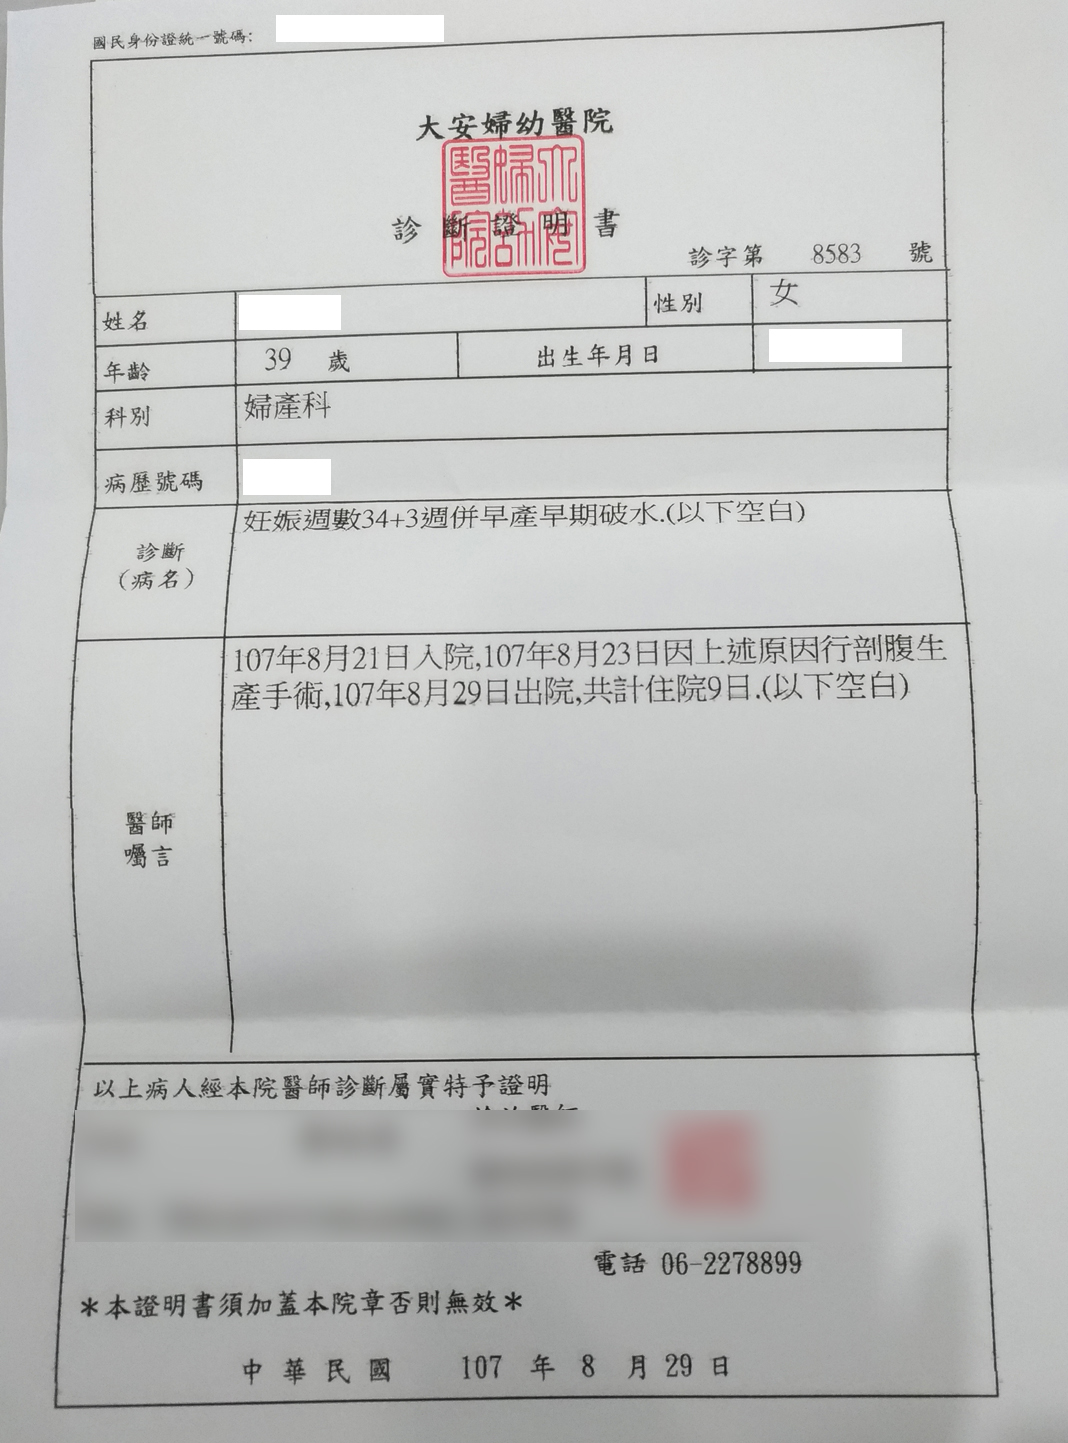 國民身份證統一號碼:
大安婦幼醫院
大安婦幼醫院
診斷證明書
診字第 8583 號
姓名 性別 女
年齡 39 歲 出生年月日
科別 婦產科
病歷號碼
診斷
(病名)
妊娠週數34+3週併早產早期破水.(以下空白)
醫師
囑言
107年8月21日入院,107年8月23日因上述原因行剖腹生
產手術,107年8月29日出院,共計住院9日.(以下空白)
以上病人經本院醫師診斷屬實特予證明
電話 06-2278899
*本證明書須加蓋本院章否則無效*
中華民國 107 年 8 月 29 日